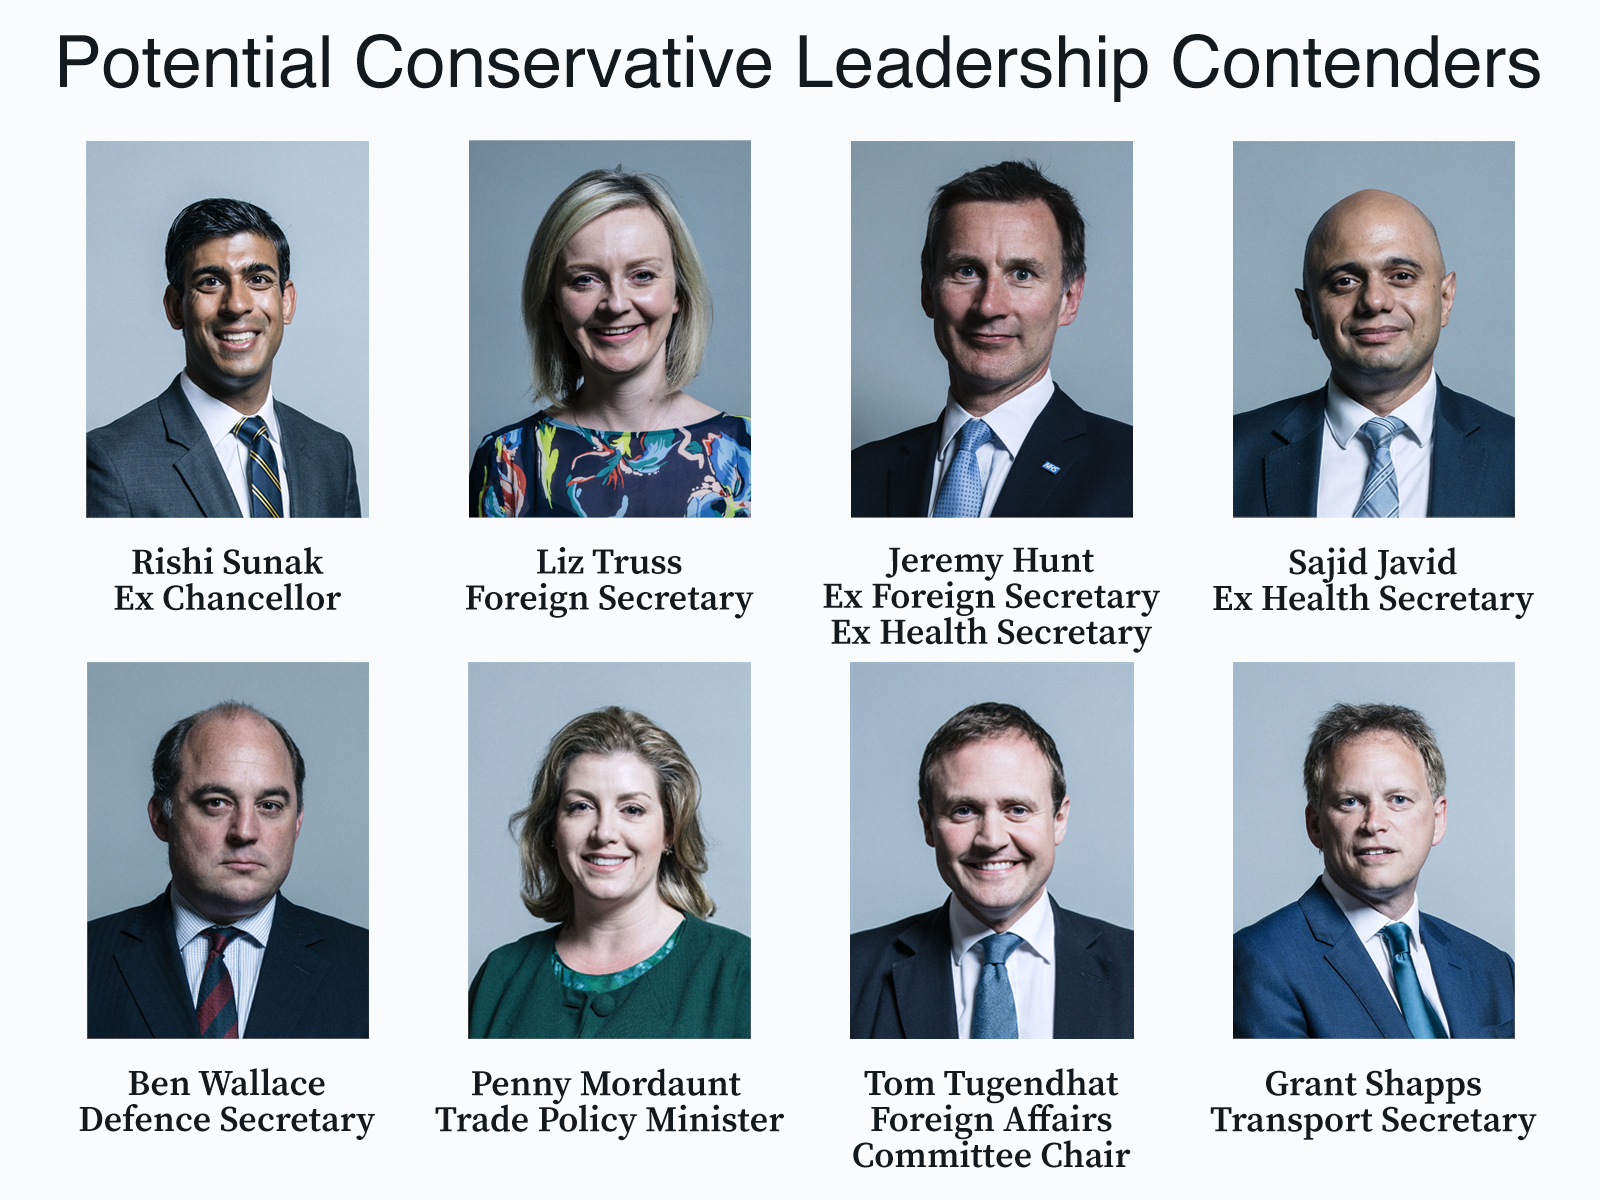 Potential Conservative Leadership Contenders
NHS
Rishi Sunak
Ex Chancellor
Liz Truss
Foreign Secretary
Jeremy Hunt
Ex Foreign Secretary
Ex Health Secretary
Sajid Javid
Ex Health Secretary
Ben Wallace
Defence Secretary
Penny Mordaunt
Trade Policy Minister
Tom Tugendhat
Foreign Affairs
Committee Chair
Grant Shapps
Transport Secretary